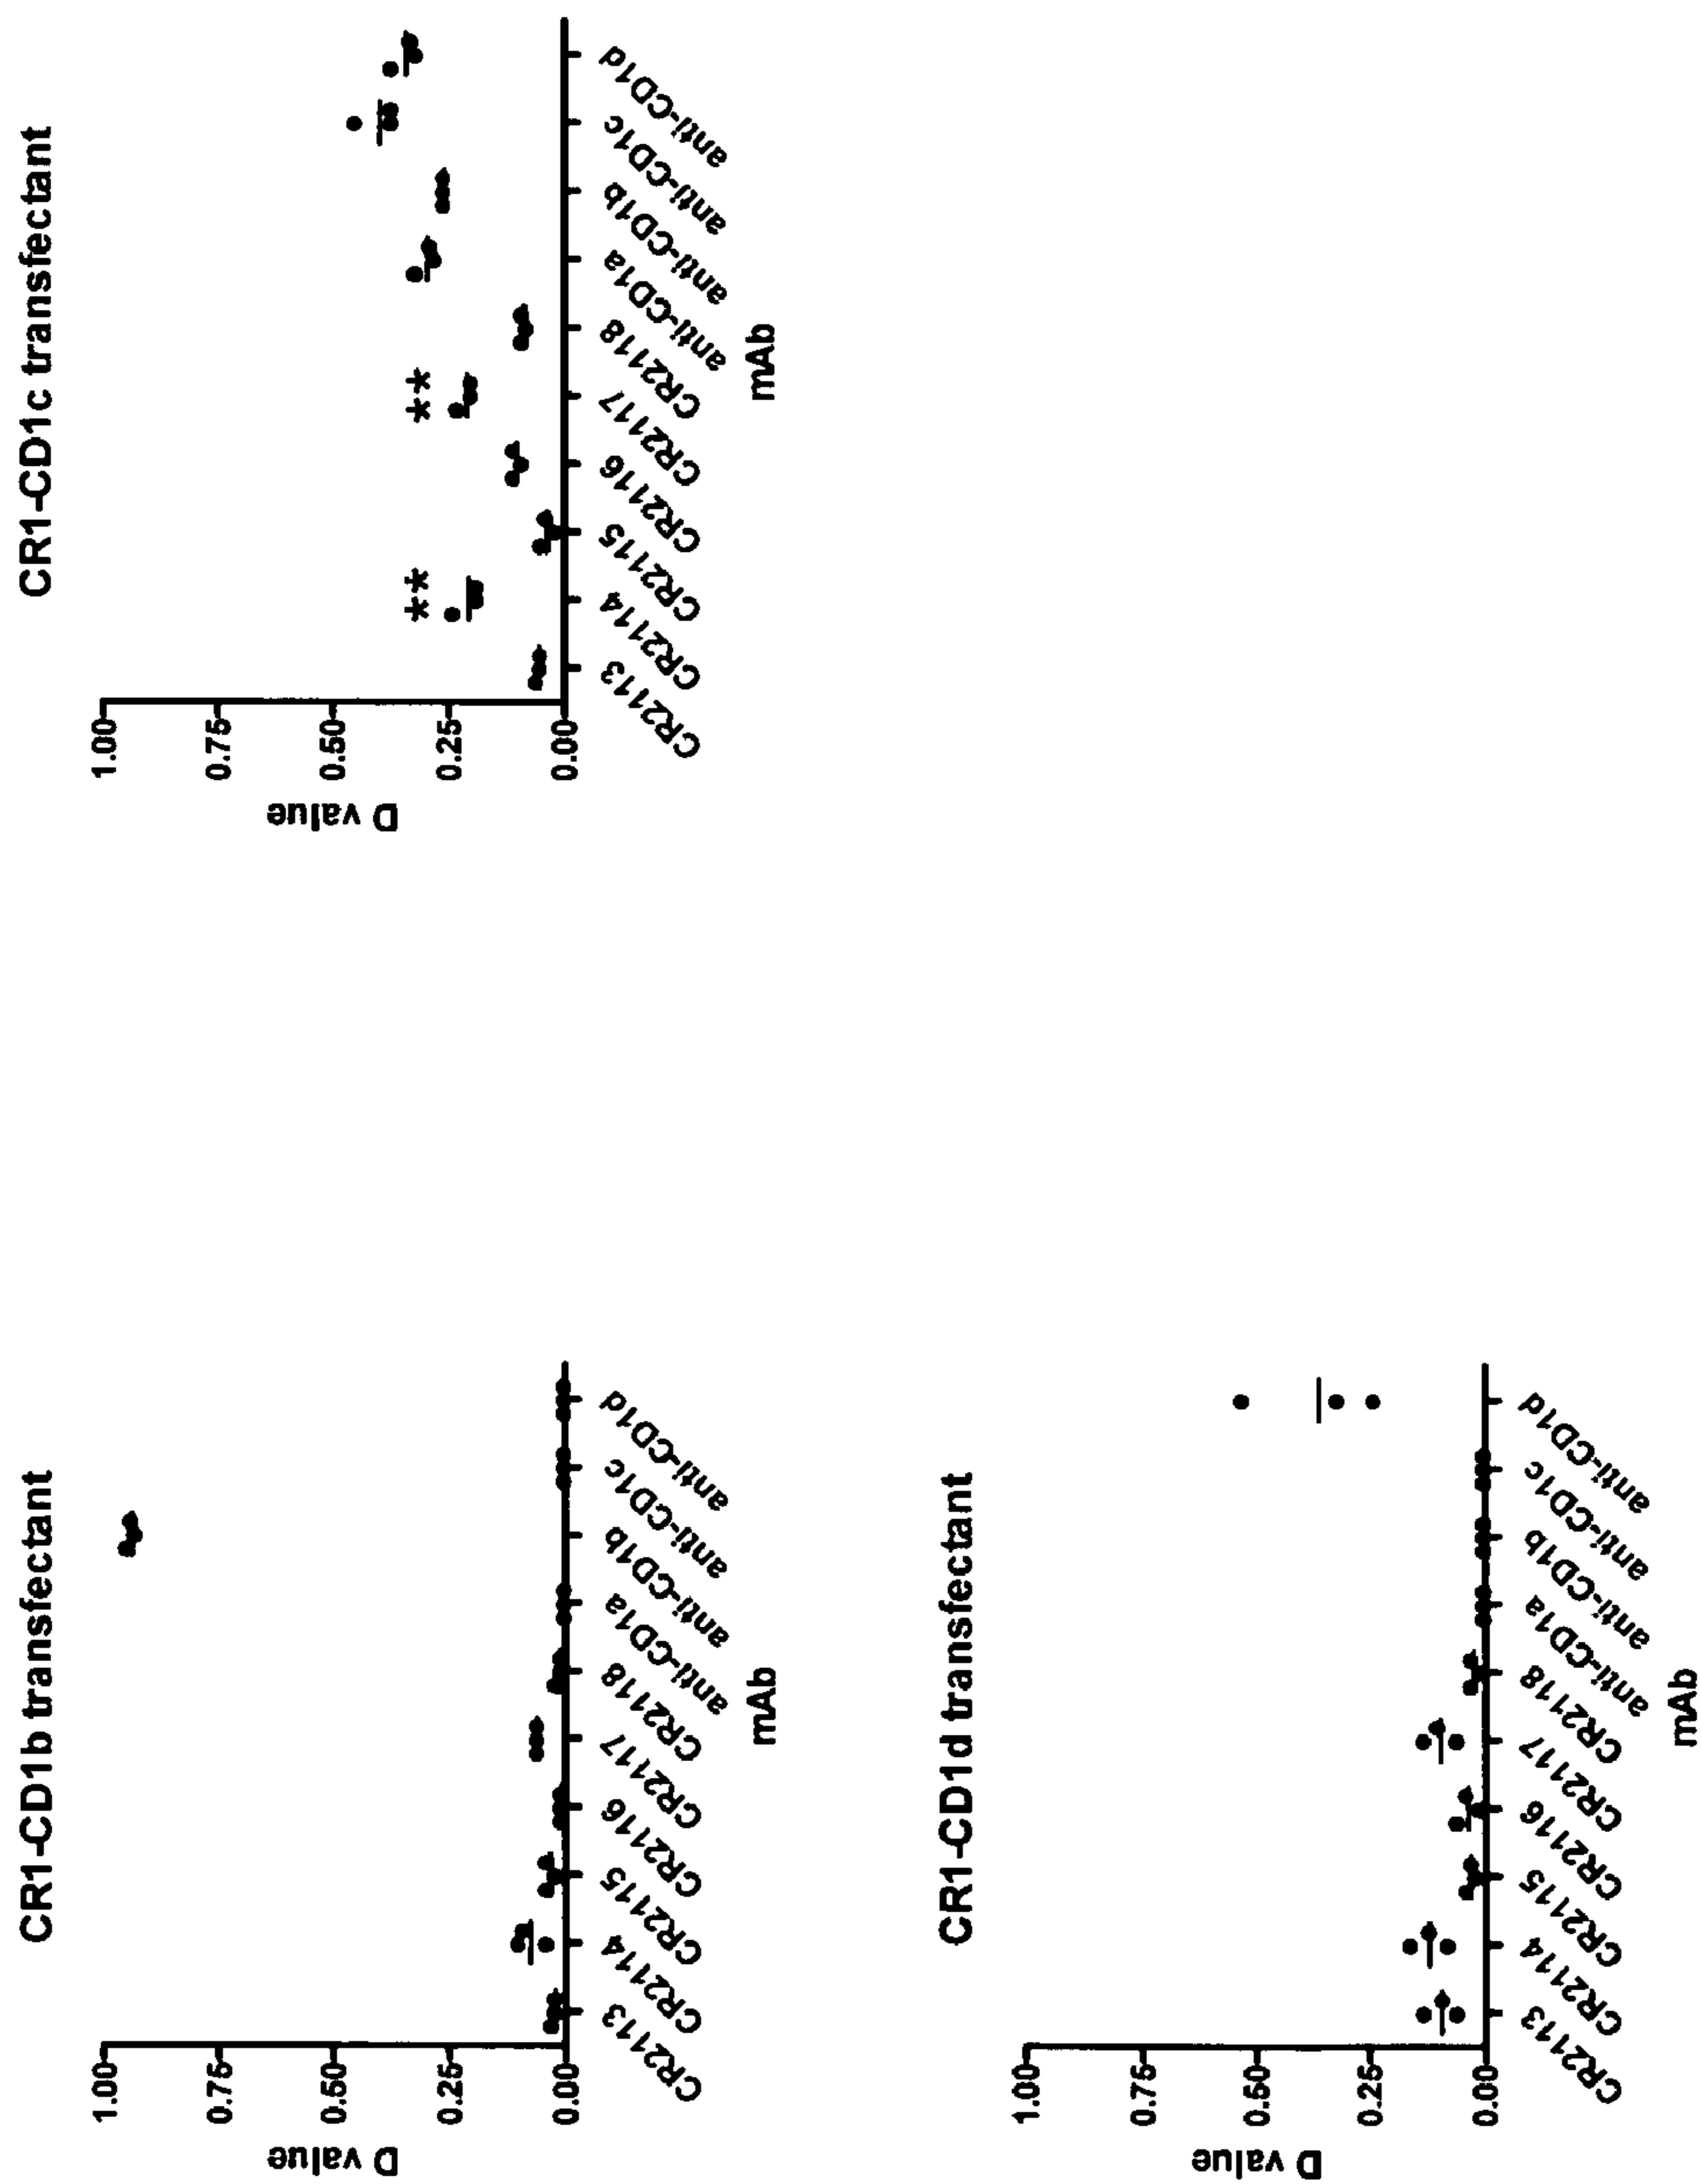 CR1-CD1b transfectant
D value
1.00
0.75
0.50
0.25
0.00
CR2113
CR2114
CR2115
CR2116
CR2117
CR2118
anti-CD1a
anti-CD1b
anti-CD1c
anti-CD1d
mAb
CR1-CD1c transfectant
D value
1.00
0.75
0.50
0.25
0.00
**
**
CR2113
CR2114
CR2115
CR2116
CR2117
CR2118
anti-CD1a
anti-CD1b
anti-CD1c
anti-CD1d
mAb
CR1-CD1d transfectant
D value
1.00
0.75
0.50
0.25
0.00
CR2113
CR2114
CR2115
CR2116
CR2117
CR2118
anti-CD1a
anti-CD1b
anti-CD1c
anti-CD1d
mAb